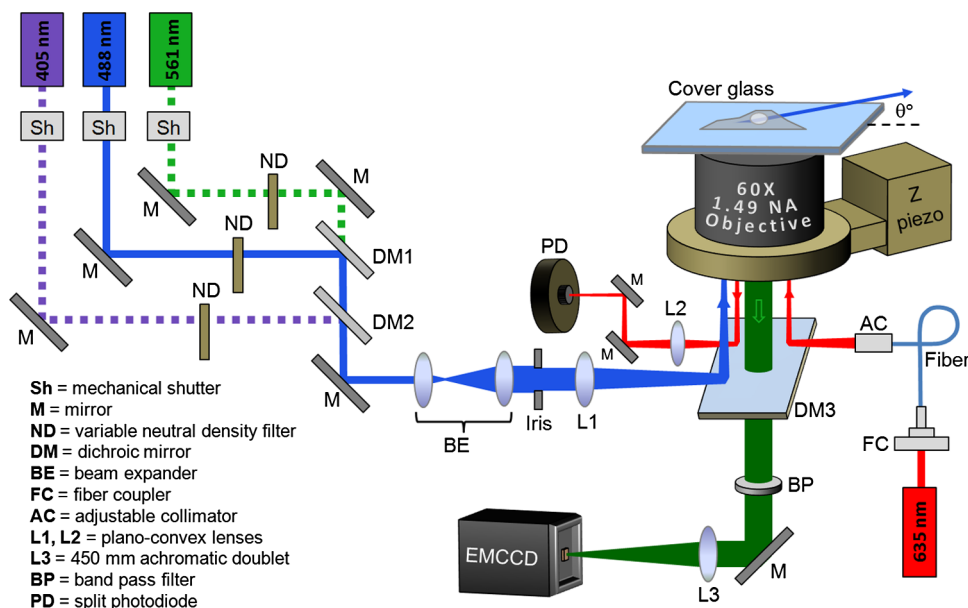 405 nm
488 nm
561 nm
Sh
Sh
Sh
M
ND
M
M
ND
DM1
M
ND
DM2
M
BE
Iris
L1
Cover glass
θ°
60X
1.49 NA
Objective
Z
piezo
PD
M
M
L2
AC
Fiber
DM3
FC
635 nm
BP
EMCCD
L3
M
Sh = mechanical shutter
M = mirror
ND = variable neutral density filter
DM = dichroic mirror
BE = beam expander
FC = fiber coupler
AC = adjustable collimator
L1, L2 = plano-convex lenses
L3 = 450 mm achromatic doublet
BP = band pass filter
PD = split photodiode